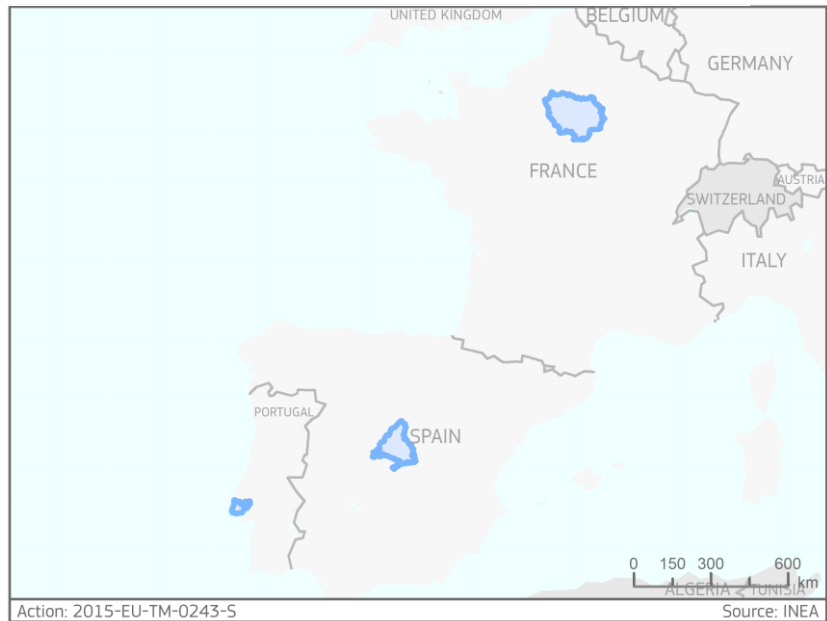 UNITED KINGDOM
BELGIUM
GERMANY
FRANCE
AUSTRIA
SWITZERLAND
ITALY
PORTUGAL
SPAIN
0 150 300 600
km
ALGERIA TUNISIA
Action: 2015-EU-TM-0243-S
Source: INEA